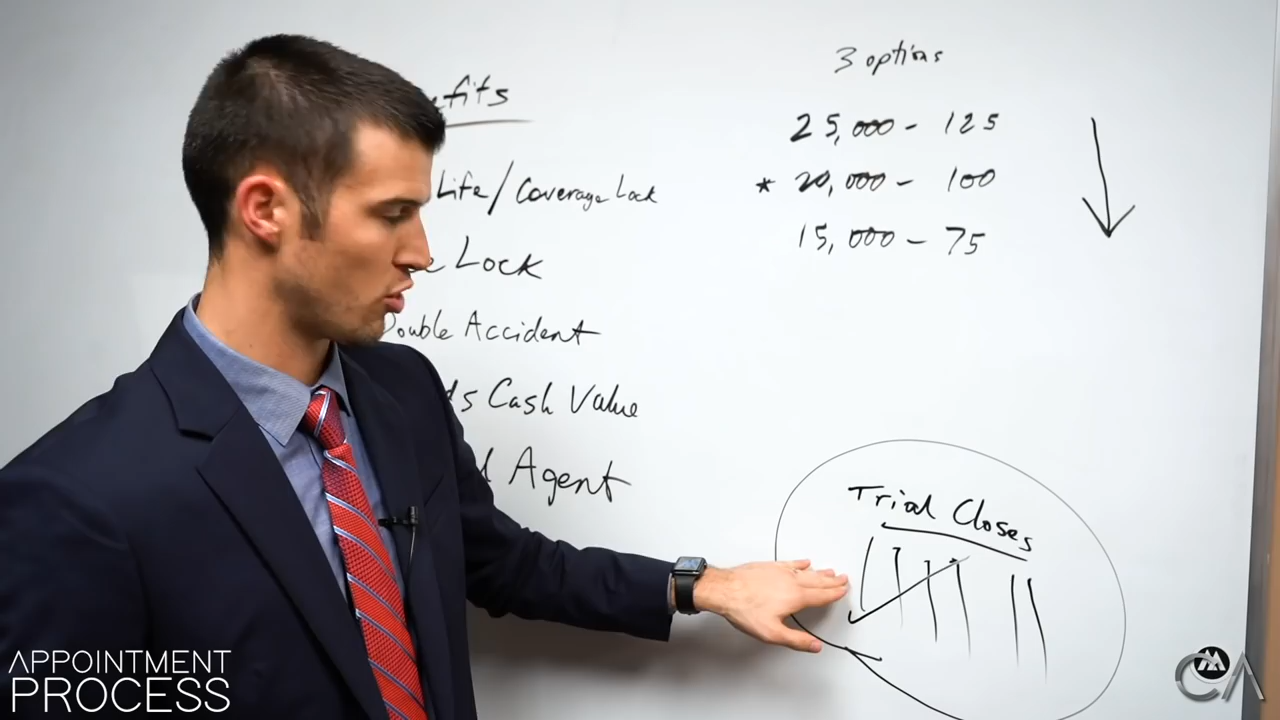 3 options
25,000 - 125
* 20,000 - 100
15,000 - 75
Life/Coverage Lock
Lock
Double Accident
Cash Value
Agent
Trial Closes
APPOINTMENT
PROCESS
CA